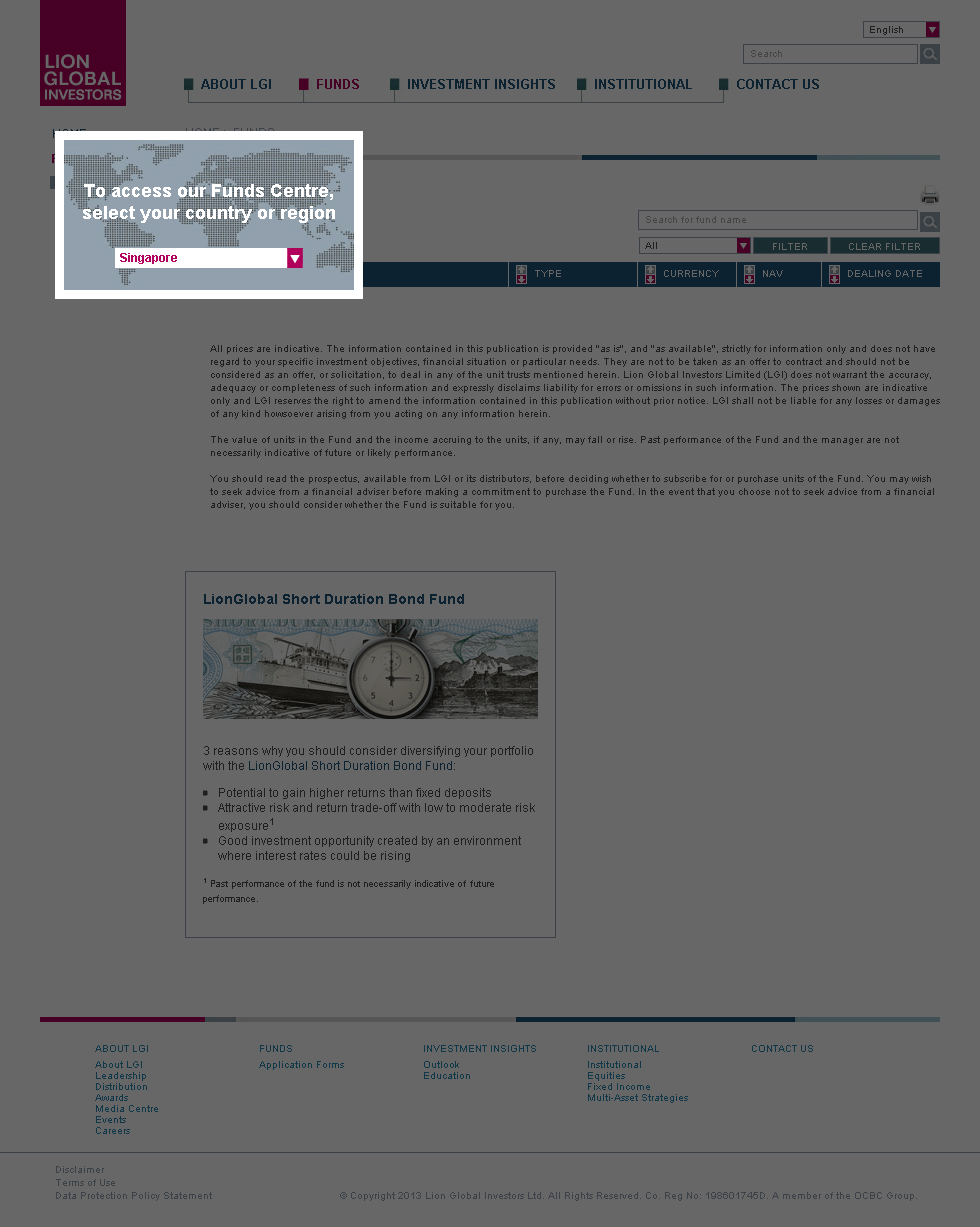 LION
GLOBAL
INVESTORS
English
Search
ABOUT LGI
FUNDS
INVESTMENT INSIGHTS
INSTITUTIONAL
CONTACT US
HOME
HOME > FUNDS
To access our Funds Centre,
select your country or region
Singapore
Search for fund name
All
FILTER
CLEAR FILTER
TYPE
CURRENCY
NAV
DEALING DATE
All prices are indicative. The information contained in this publication is provided "as is", and "as available", strictly for information only and does not have
regard to your specific investment objectives, financial situation or particular needs. They are not to be taken as an offer to contract and should not be
considered as an offer, or solicitation, to deal in any of the unit trusts mentioned herein. Lion Global Investors Limited (LGI) does not warrant the accuracy,
adequacy or completeness of such information and expressly disclaims liability for errors or omissions in such information. The prices shown are indicative
only and LGI reserves the right to amend the information contained in this publication without prior notice. LGI shall not be liable for any losses or damages
of any kind howsoever arising from you acting on any information herein.
The value of units in the Fund and the income accruing to the units, if any, may fall or rise. Past performance of the Fund and the manager are not
necessarily indicative of future or likely performance.
You should read the prospectus, available from LGI or its distributors, before deciding whether to subscribe for or purchase units of the Fund. You may wish
to seek advice from a financial adviser before making a commitment to purchase the Fund. In the event that you choose not to seek advice from a financial
adviser, you should consider whether the Fund is suitable for you.
LionGlobal Short Duration Bond Fund
3 reasons why you should consider diversifying your portfolio
with the LionGlobal Short Duration Bond Fund:
Potential to gain higher returns than fixed deposits
Attractive risk and return trade-off with low to moderate risk
exposure1
Good investment opportunity created by an environment
where interest rates could be rising
1 Past performance of the fund is not necessarily indicative of future
performance.
ABOUT LGI
About LGI
Leadership
Distribution
Awards
Media Centre
Events
Careers
FUNDS
Application Forms
INVESTMENT INSIGHTS
Outlook
Education
INSTITUTIONAL
Institutional
Equities
Fixed Income
Multi-Asset Strategies
CONTACT US
Disclaimer
Terms of Use
Data Protection Policy Statement
© Copyright 2013 Lion Global Investors Ltd. All Rights Reserved. Co. Reg No: 198601745D. A member of the OCBC Group.